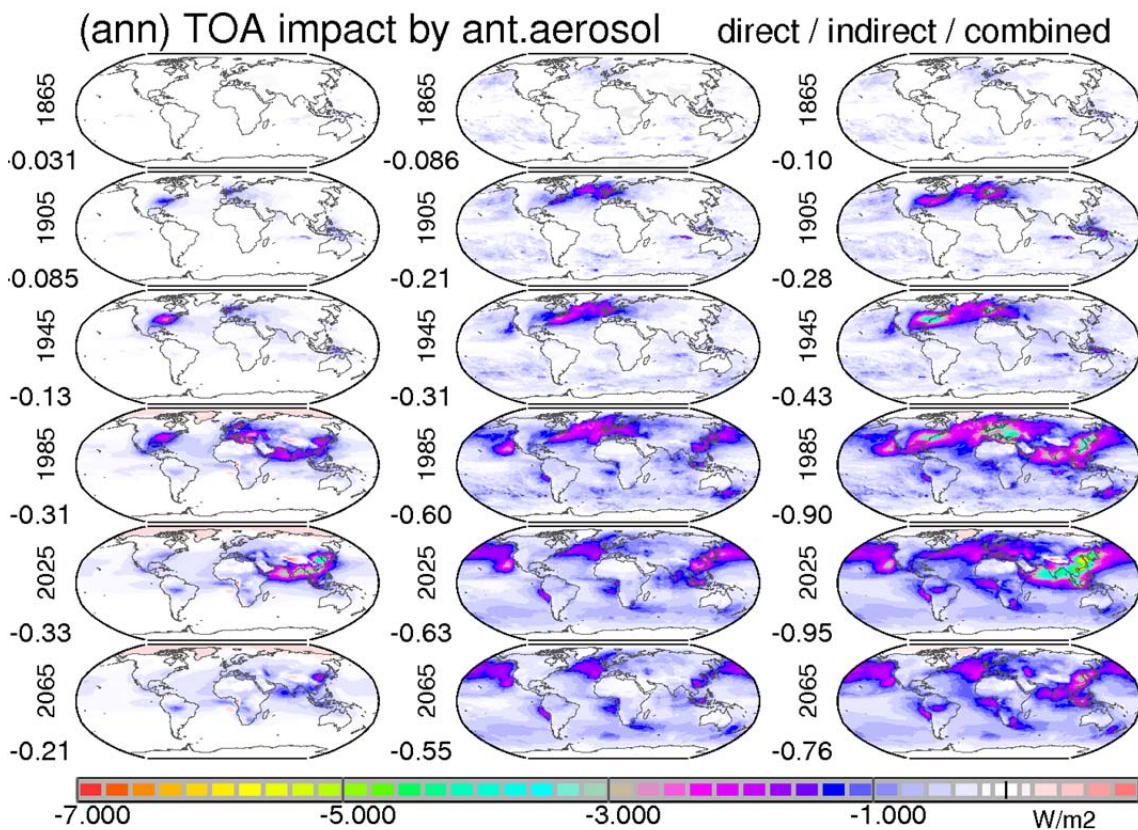 (ann) TOA impact by ant.aerosol direct / indirect / combined
1865 1865 1865
-0.031 -0.086 -0.10
1905 1905 1905
-0.085 -0.21 -0.28
1945 1945 1945
-0.13 -0.31 -0.43
1985 1985 1985
-0.31 -0.60 -0.90
2025 2025 2025
-0.33 -0.63 -0.95
2065 2065 2065
-0.21 -0.55 -0.76
-7.000 -5.000 -3.000 -1.000 W/m2